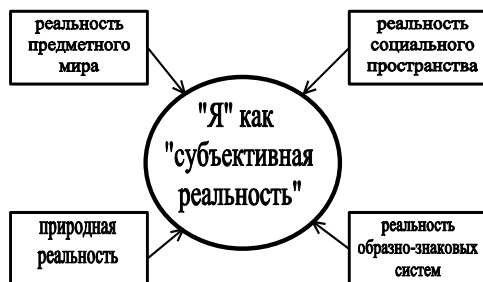 реальность
предметного
мира
реальность
социального
пространства
"Я" как
"субъективная
реальность"
природная
реальность
реальность
образно-знаковых
систем